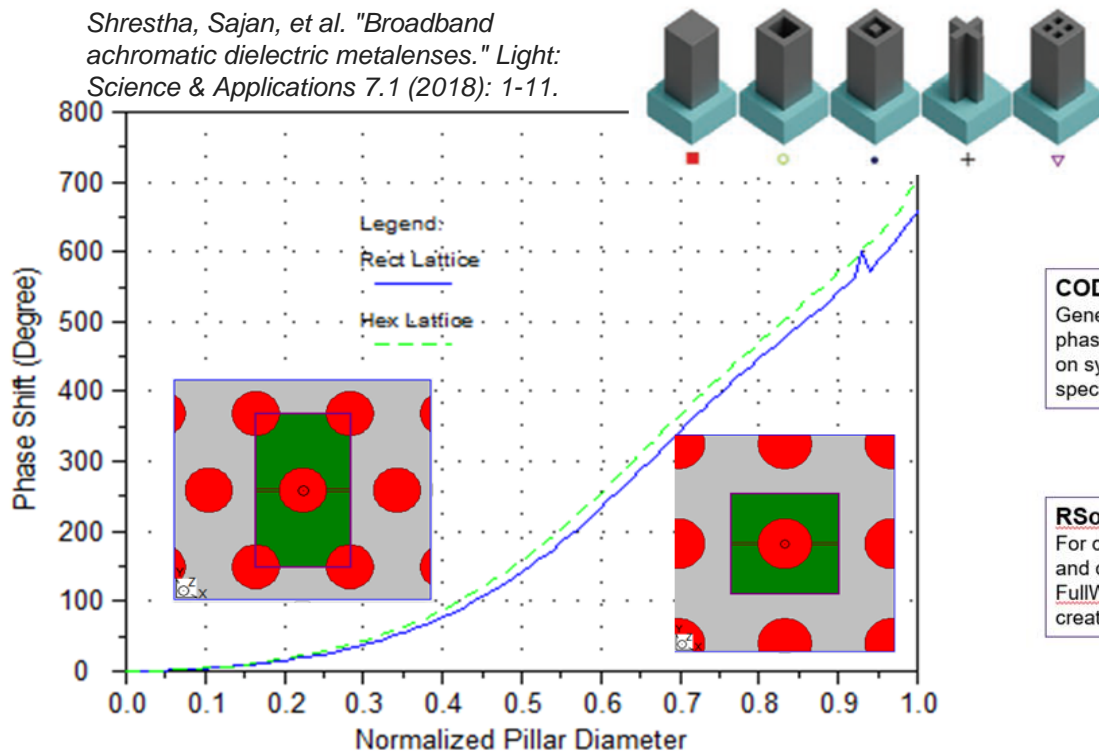 Shrestha, Sajan, et al. "Broadband
achromatic dielectric metalenses." Light:
Science & Applications 7.1 (2018): 1-11.
800
700
600
500
400
300
200
100
0
Phase Shift (Degree)
Legend:
Rect Lattice
Hex Lattice
Y
Z
X
Y
Z
X
0.0 0.1 0.2 0.3 0.4 0.5 0.6 0.7 0.8 0.9 1.0
Normalized Pillar Diameter
COD
Gene
phas
on sy
spec
RSo
For c
and c
FullW
creat